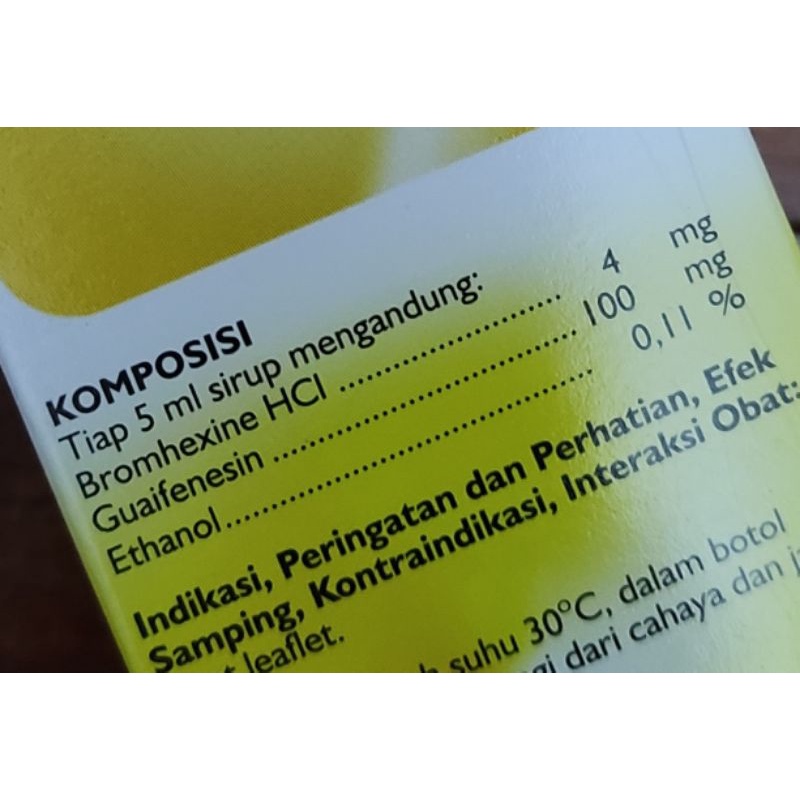 KOMPOSISI
Tiap 5 ml sirup mengandung:
Bromhexine HCl ........................ 4 mg
Guaifenesin ................................. 100 mg
Ethanol........................................ 0,11 %
Indikasi, Peringatan dan Perhatian, Efek
Samping, Kontraindikasi, Interaksi Obat:
leaflet.
suhu 30°C, dalam botol
dari cahaya dan